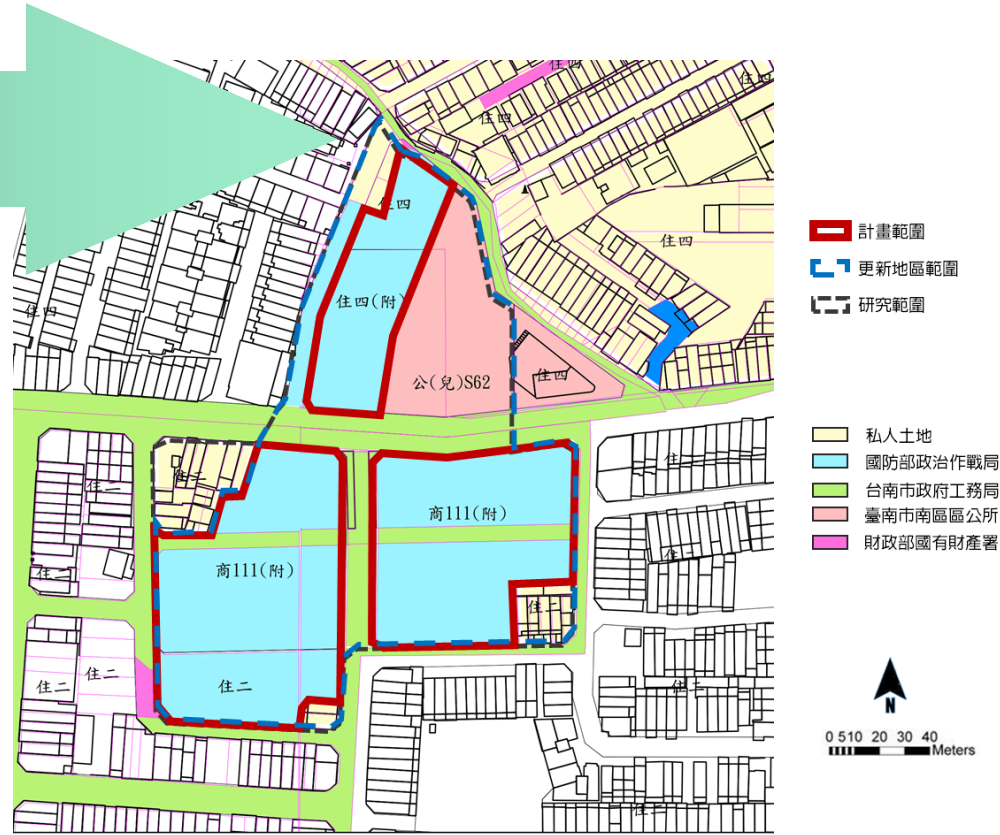 住四
住四
住四
住四
住四
住四(附)
住四
公(兒)S62
住四
住二
住二
住二
商111(附)
商111(附)
住二
住二
住二
住二
住二
住二
住二
住二
住二
計畫範圍
更新地區範圍
研究範圍
私人土地
國防部政治作戰局
台南市政府工務局
臺南市南區區公所
財政部國有財產署
N
0 510 20 30 40
Meters